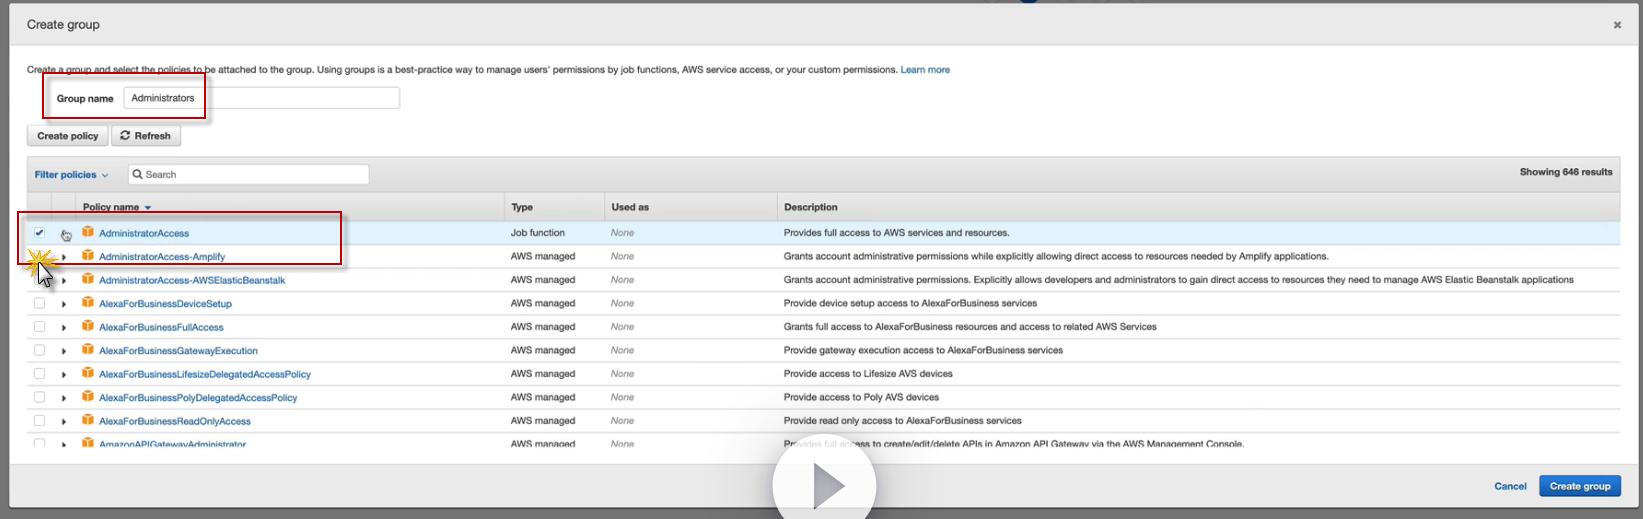 Create group
Create a group and select the policies to be attached to the group. Using groups is a best-practice way to manage users' permissions by job functions, AWS service access, or your custom permissions. Learn more
Group name Administrators
Create policy Refresh
Filter policies Search Showing 646 results
Policy name Type Used as Description
AdministratorAccess Job function None Provides full access to AWS services and resources.
AdministratorAccess-Amplify AWS managed None Grants account administrative permissions while explicitly allowing direct access to resources needed by Amplify applications.
AdministratorAccess-AWSElasticBeanstalk AWS managed None Grants account administrative permissions. Explicitly allows developers and administrators to gain direct access to resources they need to manage AWS Elastic Beanstalk applications
AlexaForBusinessDeviceSetup AWS managed None Provide device setup access to AlexaForBusiness services
AlexaForBusinessFullAccess AWS managed None Grants full access to AlexaForBusiness resources and access to related AWS Services
AlexaForBusinessGatewayExecution AWS managed None Provide gateway execution access to AlexaForBusiness services
AlexaForBusinessLifesizeDelegatedAccessPolicy AWS managed None Provide access to Lifesize AVS devices
AlexaForBusinessPolyDelegatedAccessPolicy AWS managed None Provide access to Poly AVS devices
AlexaForBusinessReadOnlyAccess AWS managed None Provide read only access to AlexaForBusiness services
AmazonAPIGatewayAdministrator AWS managed None Provides full access to create/edit/delete APIs in Amazon API Gateway via the AWS Management Console.
Cancel Create group